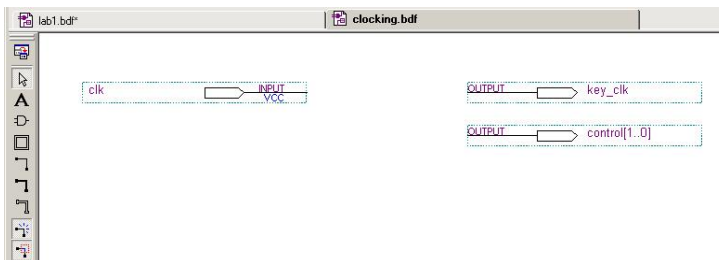 lab1.bdf*
clocking.bdf
clk
INPUT
VCC
OUTPUT
key_clk
OUTPUT
control[1..0]
A